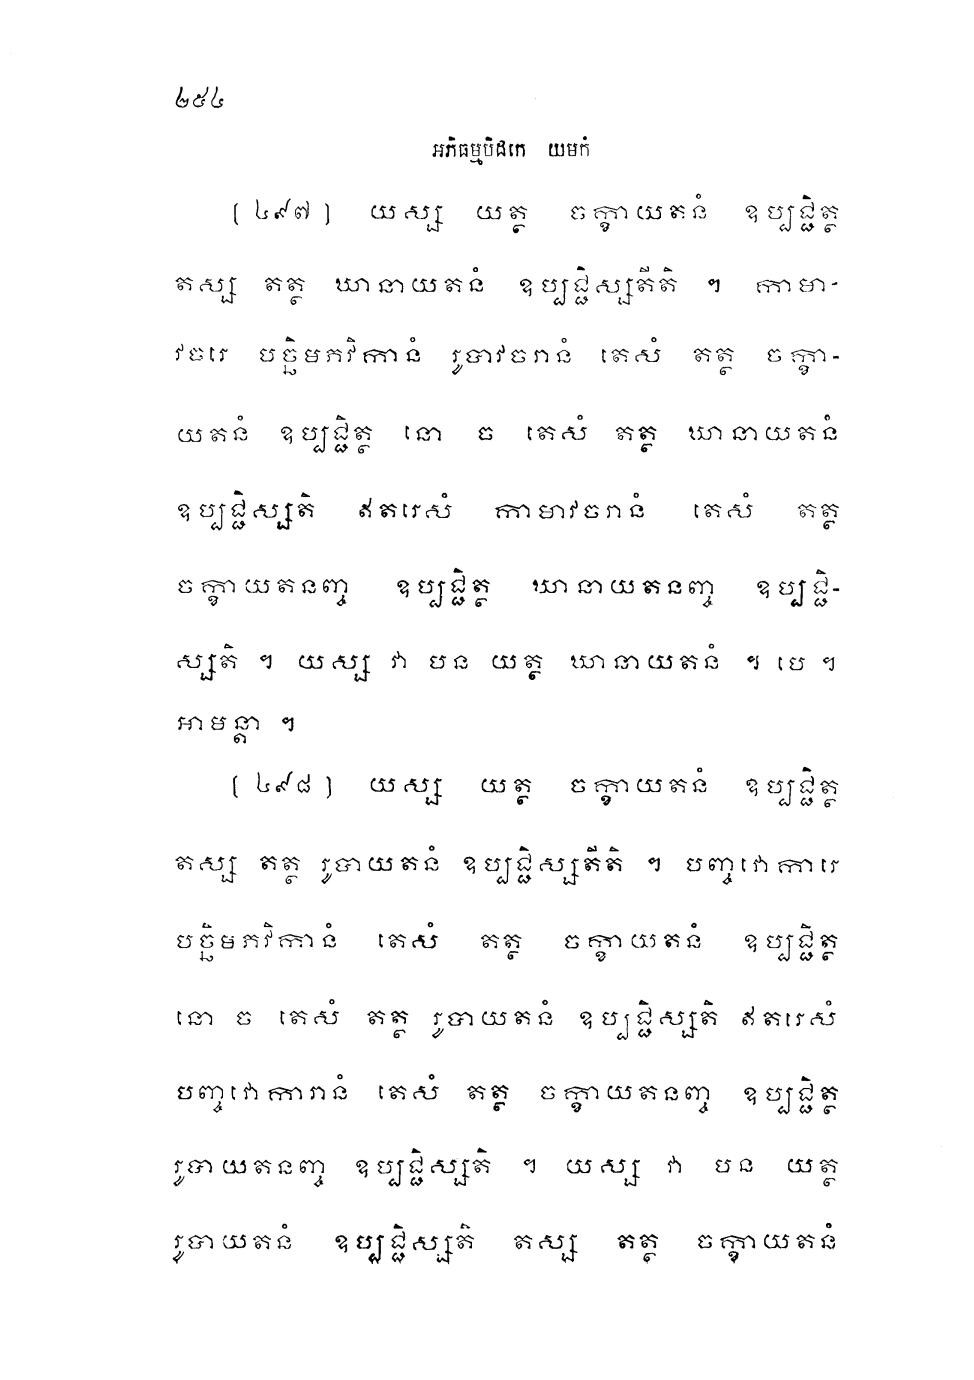 ២៥៤
អភិធម្មបិដកេ យមកំ
(៤៩៧) យស្ស យត្ថ ចក្ខាយតនំ ឧប្បជ្ជិត្ថ
តស្ស តត្ថ ឃានាយតនំ ឧប្បជ្ជិស្សតីតិ ។ កាមា-
វចរេ បច្ឆិមភវិកានំ រូបាវចរានំ តេសំ តត្ថ ចក្ខា-
យតនំ ឧប្បជ្ជិត្ថ នោ ច តេសំ តត្ថ ឃានាយតនំ
ឧប្បជ្ជិស្សតិ ឥតរេសំ កាមាវចរានំ តេសំ តត្ថ
ចក្ខាយតនញ្ច ឧប្បជ្ជិត្ថ ឃានាយតនញ្ច ឧប្បជ្ជិ-
ស្សតិ ។ យស្ស វា បន យត្ថ ឃានាយតនំ ។ បេ ។
អាមន្តា ។
(៤៩៨) យស្ស យត្ថ ចក្ខាយតនំ ឧប្បជ្ជិត្ថ
តស្ស តត្ថ រូបាយតនំ ឧប្បជ្ជិស្សតីតិ ។ បញ្ចវោការេ
បច្ឆិមភវិកានំ តេសំ តត្ថ ចក្ខាយតនំ ឧប្បជ្ជិត្ថ
នោ ច តេសំ តត្ថ រូបាយតនំ ឧប្បជ្ជិស្សតិ ឥតរេសំ
បញ្ចវោការានំ តេសំ តត្ថ ចក្ខាយតនញ្ច ឧប្បជ្ជិត្ថ
រូបាយតនញ្ច ឧប្បជ្ជិស្សតិ ។ យស្ស វា បន យត្ថ
រូបាយតនំ ឧប្បជ្ជិស្សតិ តស្ស តត្ថ ចក្ខាយតនំ